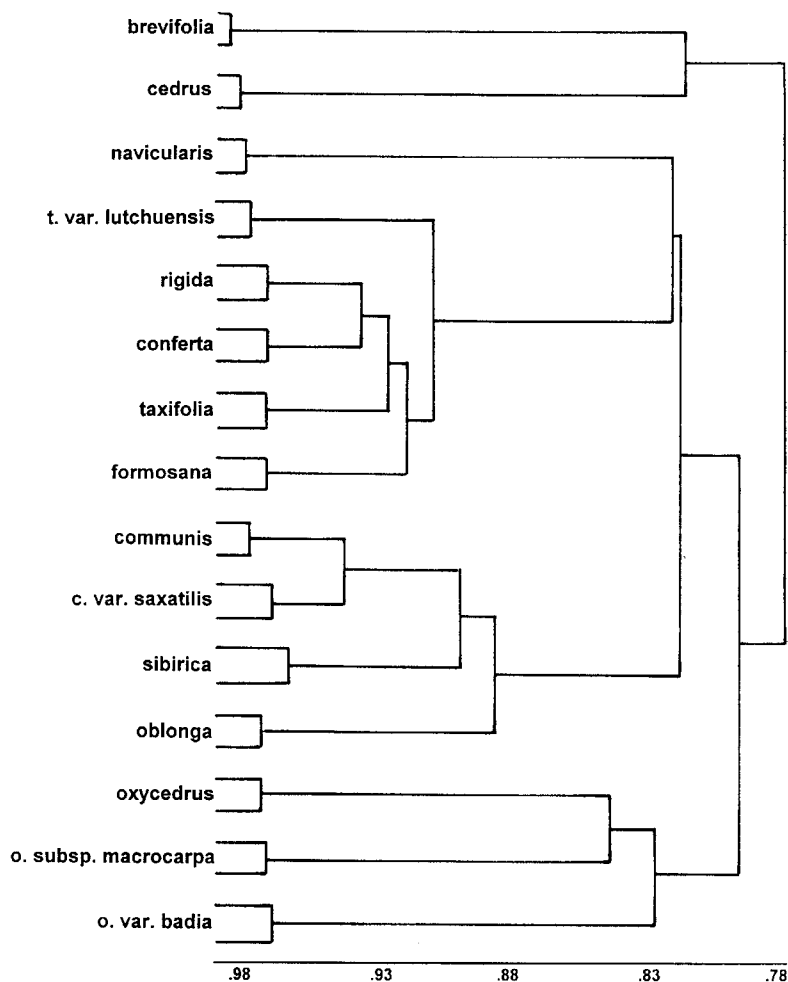 brevifolia
cedrus
navicularis
t. var. lutchuensis
rigida
conferta
taxifolia
formosana
communis
c. var. saxatilis
sibirica
oblonga
oxycedrus
o. subsp. macrocarpa
o. var. badia
.98 .93 .88 .83 .78